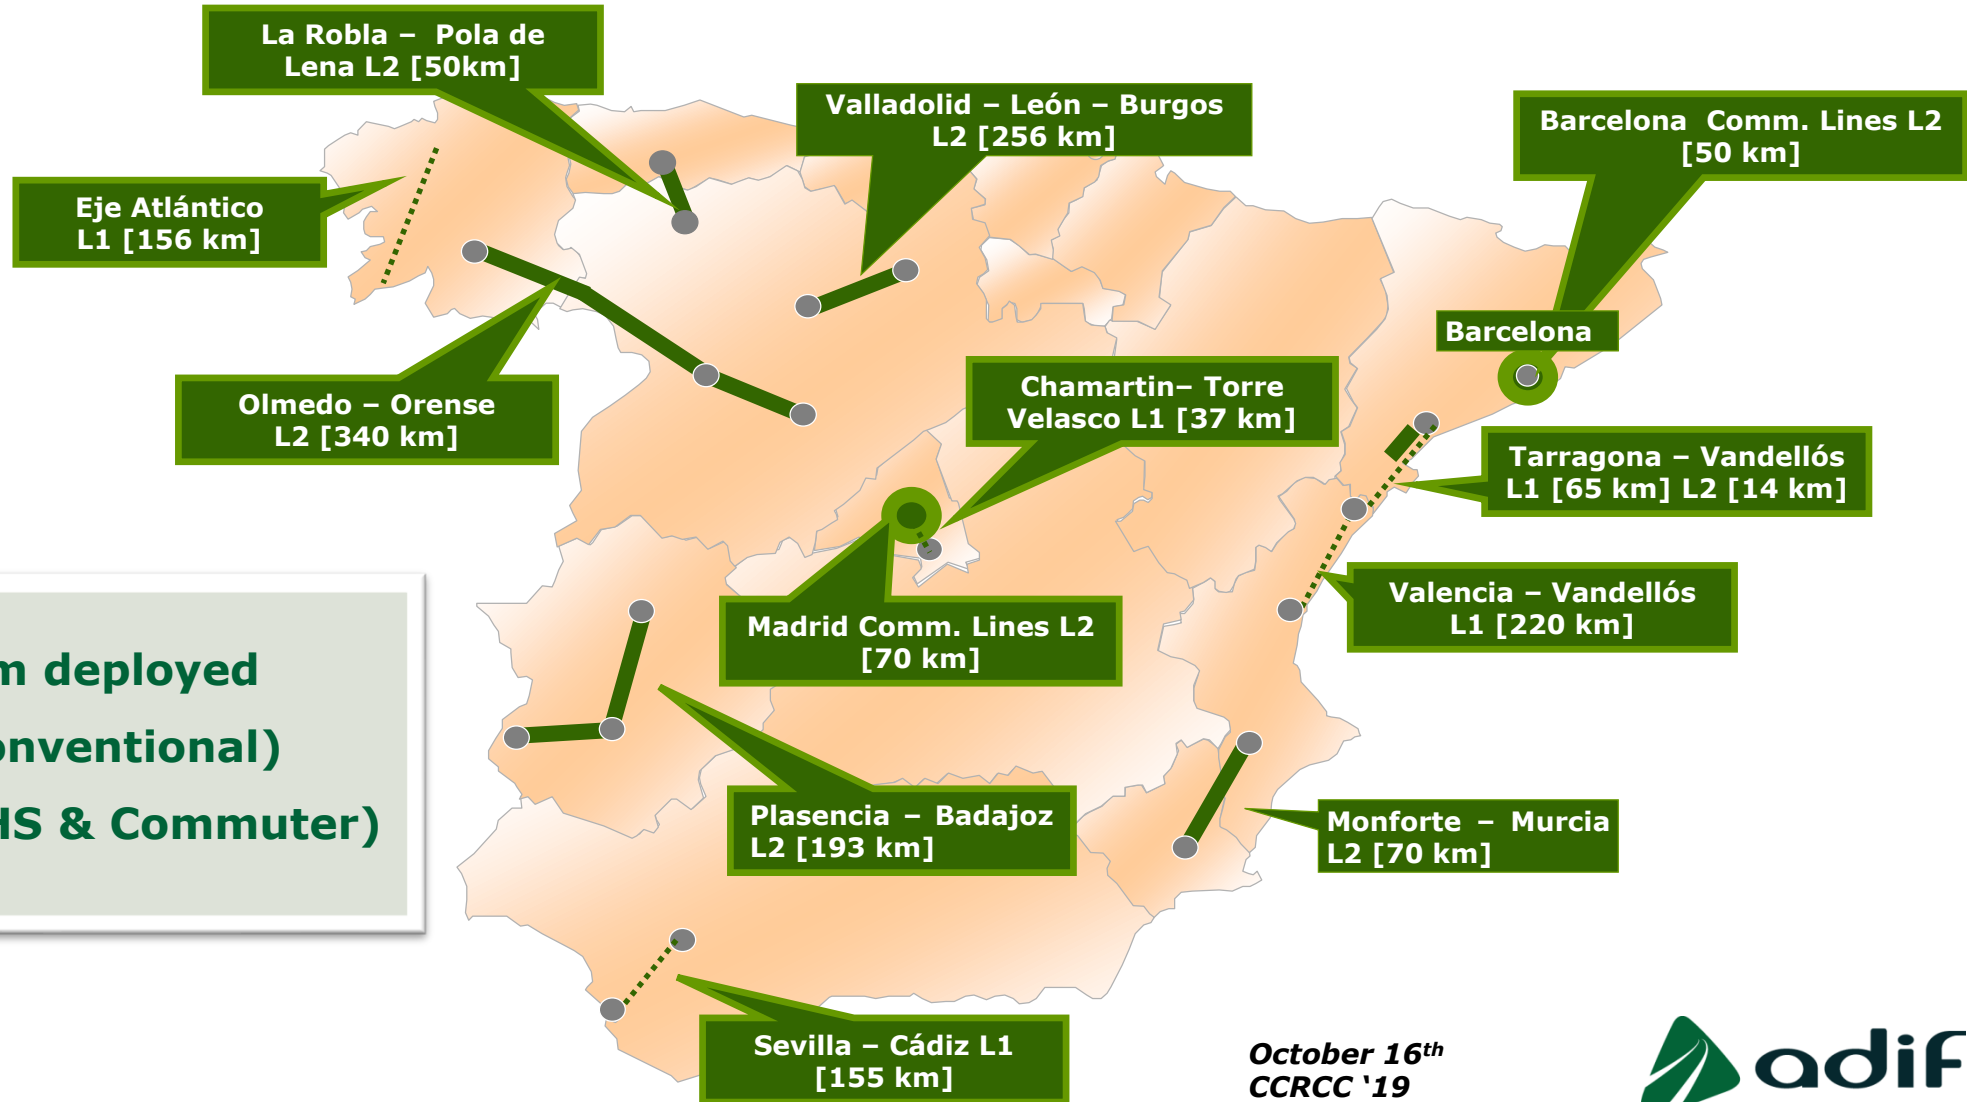 La Robla – Pola de
Lena L2 [50km]
Valladolid – León – Burgos
L2 [256 km]
Barcelona Comm. Lines L2
[50 km]
Eje Atlántico
L1 [156 km]
Barcelona
Olmedo – Orense
L2 [340 km]
Chamartin– Torre
Velasco L1 [37 km]
Tarragona – Vandellós
L1 [65 km] L2 [14 km]
Valencia – Vandellós
L1 [220 km]
Madrid Comm. Lines L2
[70 km]
m deployed
onventional)
HS & Commuter)
Plasencia – Badajoz
L2 [193 km]
Monforte – Murcia
L2 [70 km]
Sevilla – Cádiz L1
[155 km]
October 16th
CCRCC ‘19
adif